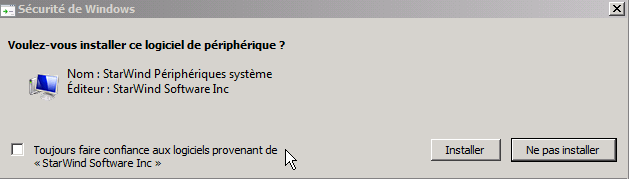 Sécurité de Windows
Voulez-vous installer ce logiciel de périphérique ?
Nom : StarWind Périphériques système
Éditeur : StarWind Software Inc
Toujours faire confiance aux logiciels provenant de
« StarWind Software Inc »
Installer
Ne pas installer